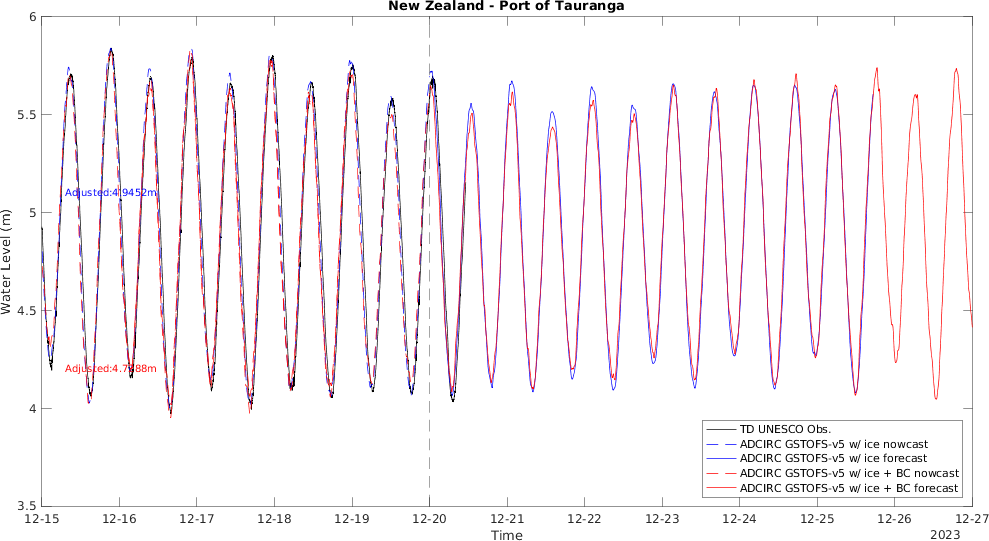 New Zealand - Port of Tauranga
Water Level (m)
6
5.5
5
4.5
4
3.5
Adjusted:4.9452m
TD UNESCO Obs.
ADCIRC GSTOFS-v5 w/ ice nowcast
ADCIRC GSTOFS-v5 w/ ice forecast
ADCIRC GSTOFS-v5 w/ ice + BC nowcast
ADCIRC GSTOFS-v5 w/ ice + BC forecast
12-15 12-16 12-17 12-18 12-19 12-20 12-21 12-22 12-23 12-24 12-25 12-26 12-27
Time
2023